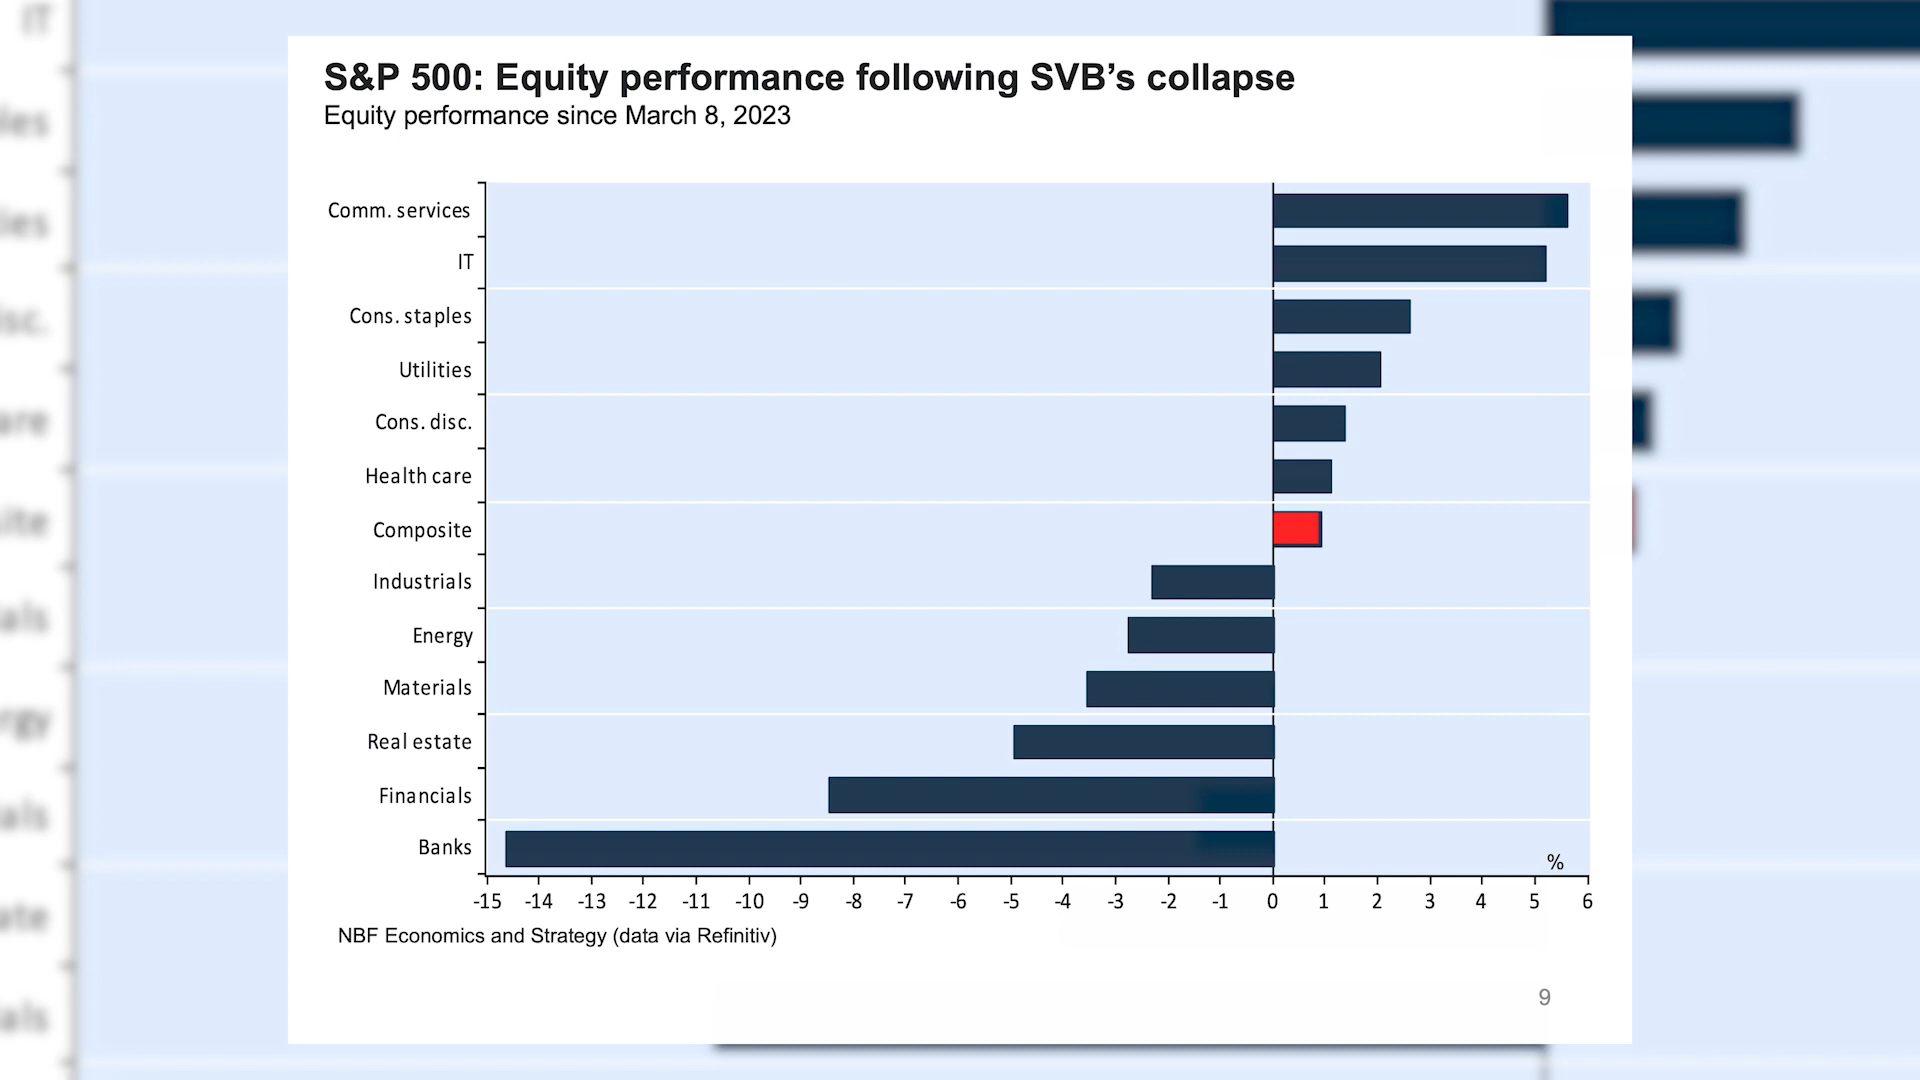 S&P 500: Equity performance following SVB’s collapse
Equity performance since March 8, 2023
Comm. services
IT
Cons. staples
Utilities
Cons. disc.
Health care
Composite
Industrials
Energy
Materials
Real estate
Financials
Banks
%
-15 -14 -13 -12 -11 -10 -9 -8 -7 -6 -5 -4 -3 -2 -1 0 1 2 3 4 5 6
NBF Economics and Strategy (data via Refinitiv)
9